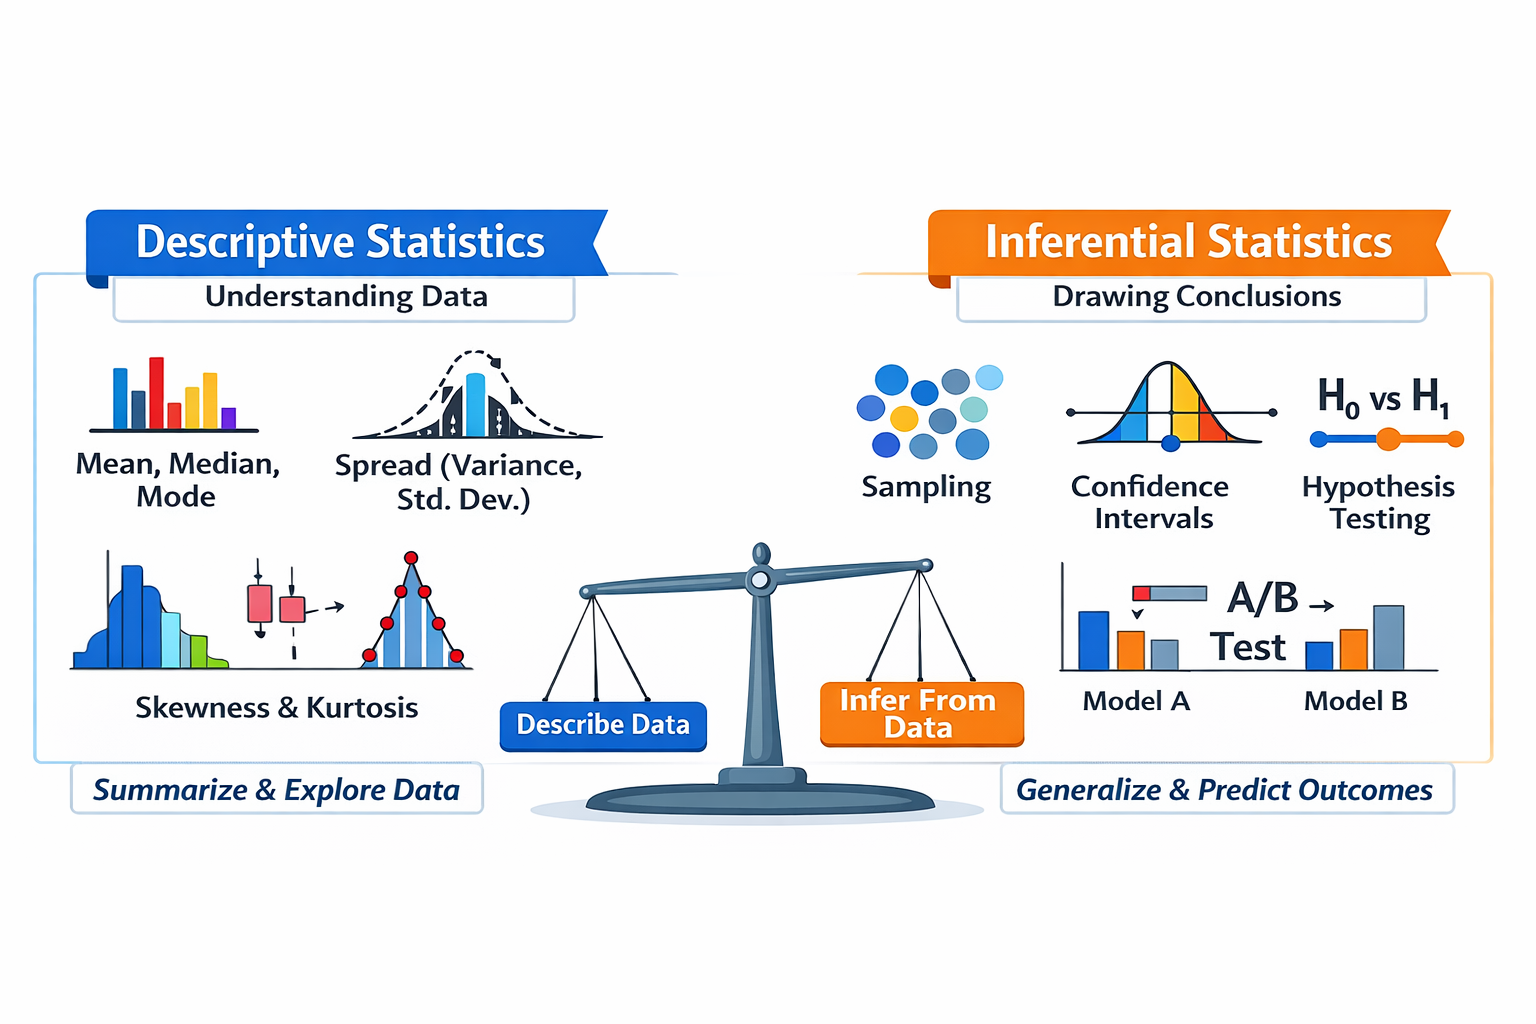 Descriptive Statistics
Understanding Data
Mean, Median,
Mode
Spread (Variance,
Std. Dev.)
Skewness & Kurtosis
Summarize & Explore Data
Describe Data
Infer From
Data
Inferential Statistics
Drawing Conclusions
Sampling
Confidence
Intervals
H₀ vs H₁
Hypothesis
Testing
A/B
Test
Model A
Model B
Generalize & Predict Outcomes